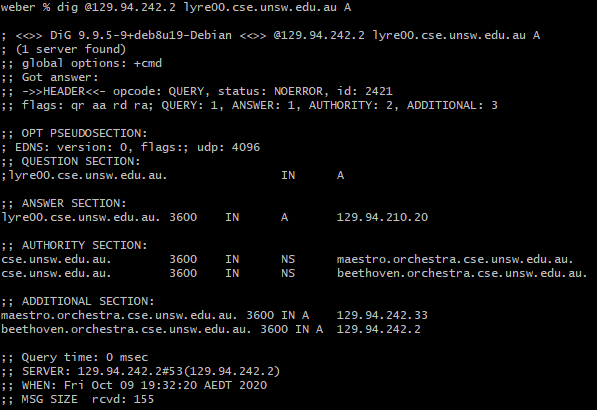 weber % dig @129.94.242.2 lyre00.cse.unsw.edu.au A
; <<>> DiG 9.9.5-9+deb8u19-Debian <<>> @129.94.242.2 lyre00.cse.unsw.edu.au A
; (1 server found)
;; global options: +cmd
;; Got answer:
;; ->>HEADER<<- opcode: QUERY, status: NOERROR, id: 2421
;; flags: qr aa rd ra; QUERY: 1, ANSWER: 1, AUTHORITY: 2, ADDITIONAL: 3
;; OPT PSEUDOSECTION:
; EDNS: version: 0, flags:; udp: 4096
;; QUESTION SECTION:
;lyre00.cse.unsw.edu.au. IN A
;; ANSWER SECTION:
lyre00.cse.unsw.edu.au. 3600 IN A 129.94.210.20
;; AUTHORITY SECTION:
cse.unsw.edu.au. 3600 IN NS maestro.orchestra.cse.unsw.edu.au.
cse.unsw.edu.au. 3600 IN NS beethoven.orchestra.cse.unsw.edu.au.
;; ADDITIONAL SECTION:
maestro.orchestra.cse.unsw.edu.au. 3600 IN A 129.94.242.33
beethoven.orchestra.cse.unsw.edu.au. 3600 IN A 129.94.242.2
;; Query time: 0 msec
;; SERVER: 129.94.242.2#53(129.94.242.2)
;; WHEN: Fri Oct 09 19:32:20 AEDT 2020
;; MSG SIZE rcvd: 155